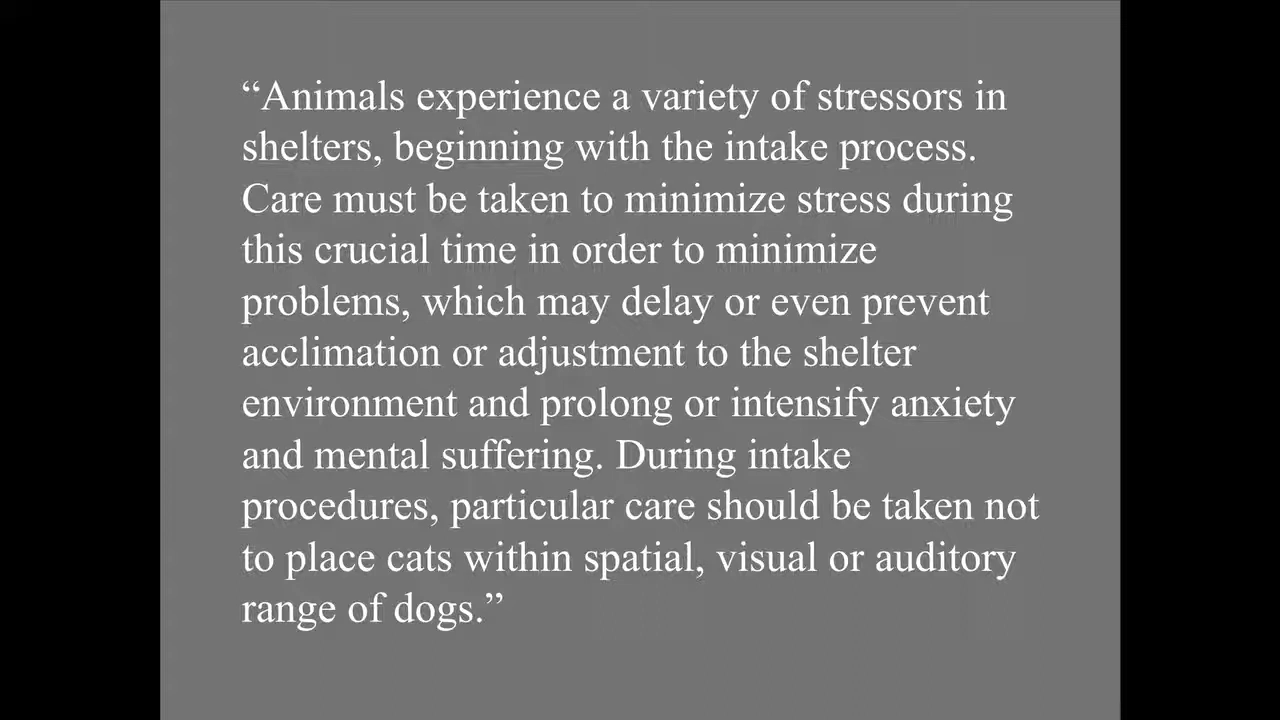 “Animals experience a variety of stressors in
shelters, beginning with the intake process.
Care must be taken to minimize stress during
this crucial time in order to minimize
problems, which may delay or even prevent
acclimation or adjustment to the shelter
environment and prolong or intensify anxiety
and mental suffering. During intake
procedures, particular care should be taken not
to place cats within spatial, visual or auditory
range of dogs.”